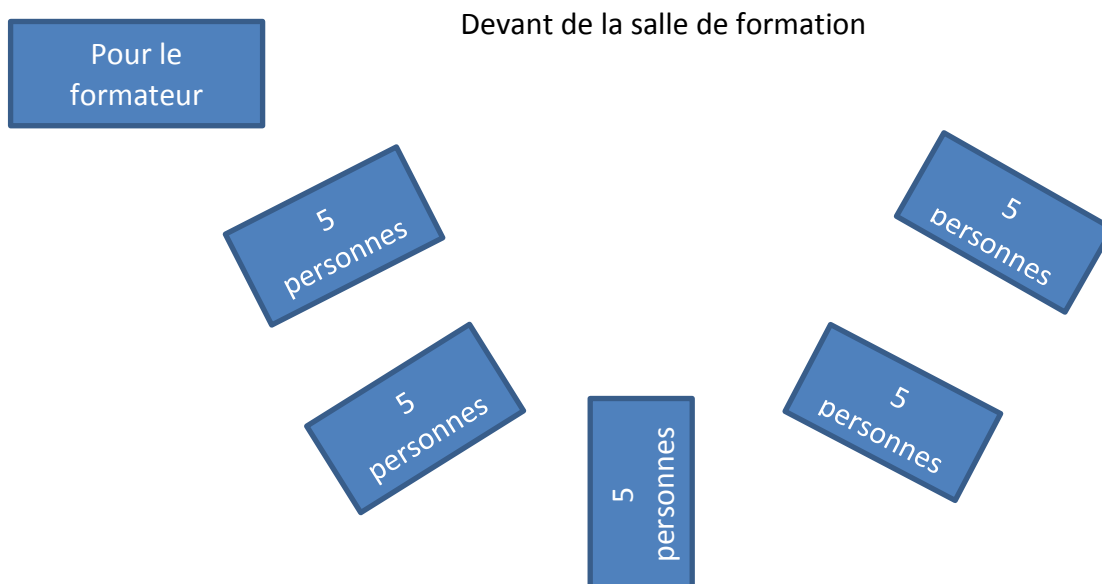 Devant de la salle de formation
Pour le
formateur
5
personnes
5
personnes
5
personnes
5
personnes
5
personnes